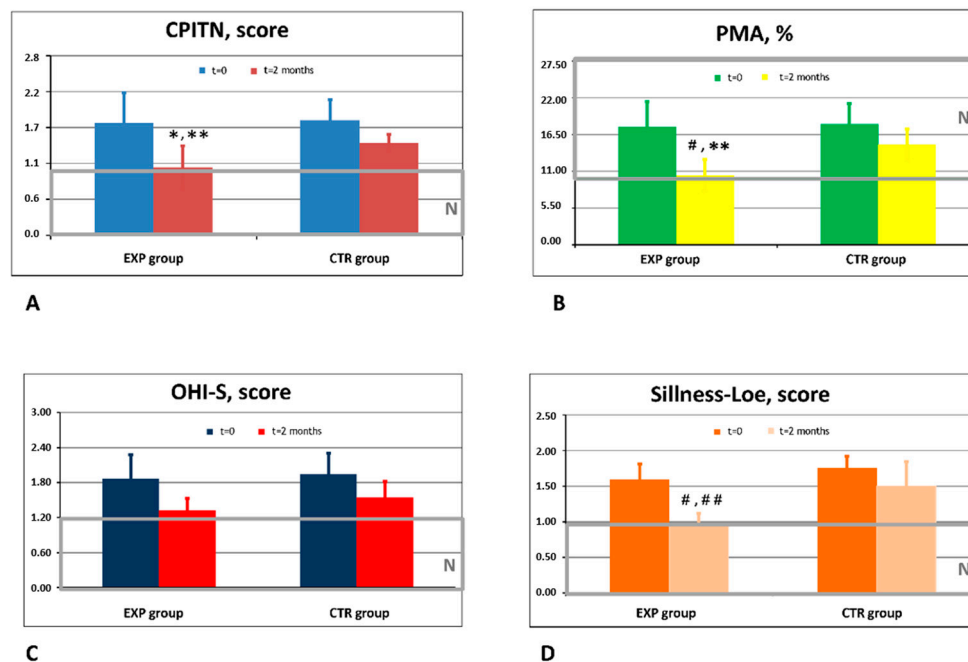 CPITN, score
2.8
t=0
t=2 months
2.2
1.7
*,**
1.1
0.6
N
0.0
EXP group
CTR group
A
PMA, %
27.50
t=0
t=2 months
22.00
N
16.50
#,**
11.00
5.50
0.00
EXP group
CTR group
B
OHI-S, score
3.00
t=0
t=2 months
2.40
1.80
1.20
0.60
N
0.00
EXP group
CTR group
C
Sillness-Loe, score
2.50
t=0
t=2 months
2.00
1.50
#,##
1.00
0.50
N
0.00
EXP group
CTR group
D